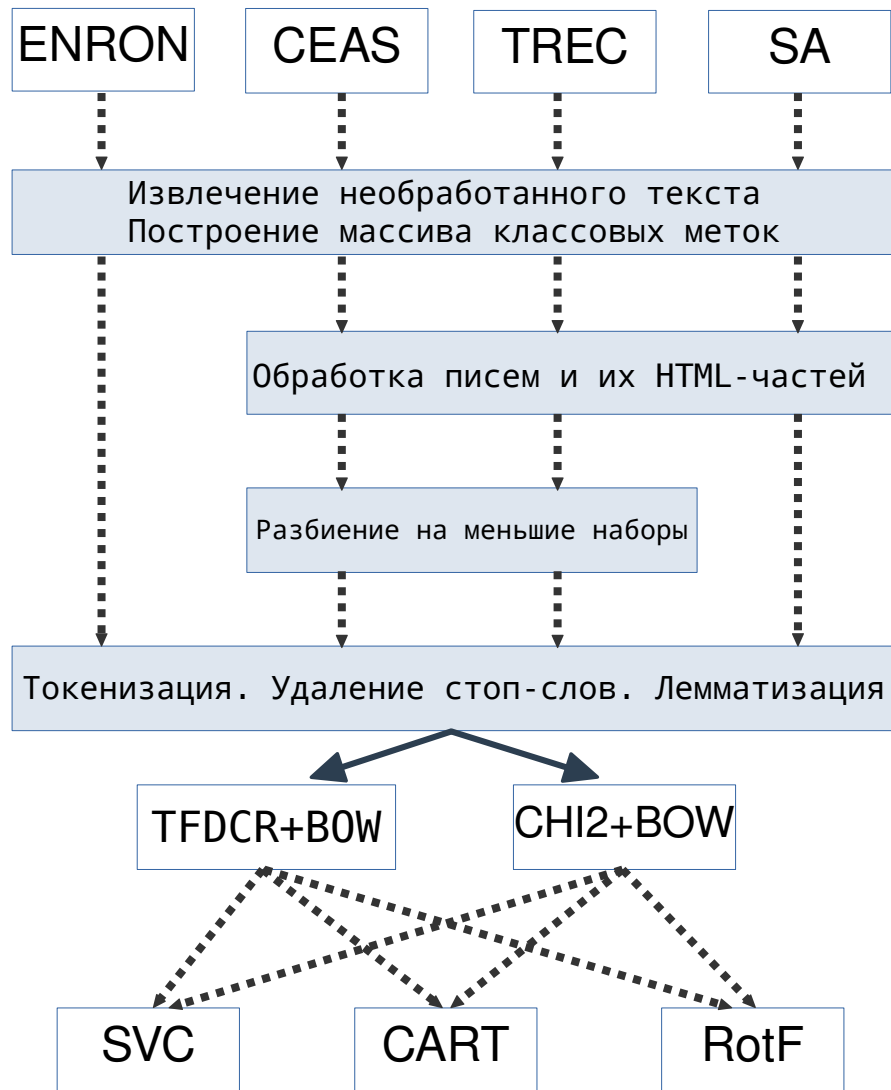 ENRON
CEAS
TREC
SA
Извлечение необработанного текста
Построение массива классовых меток
Обработка писем и их HTML-частей
Разбиение на меньшие наборы
Токенизация. Удаление стоп-слов. Лемматизация
TFDCR+BOW
CHI2+BOW
SVC
CART
RotF